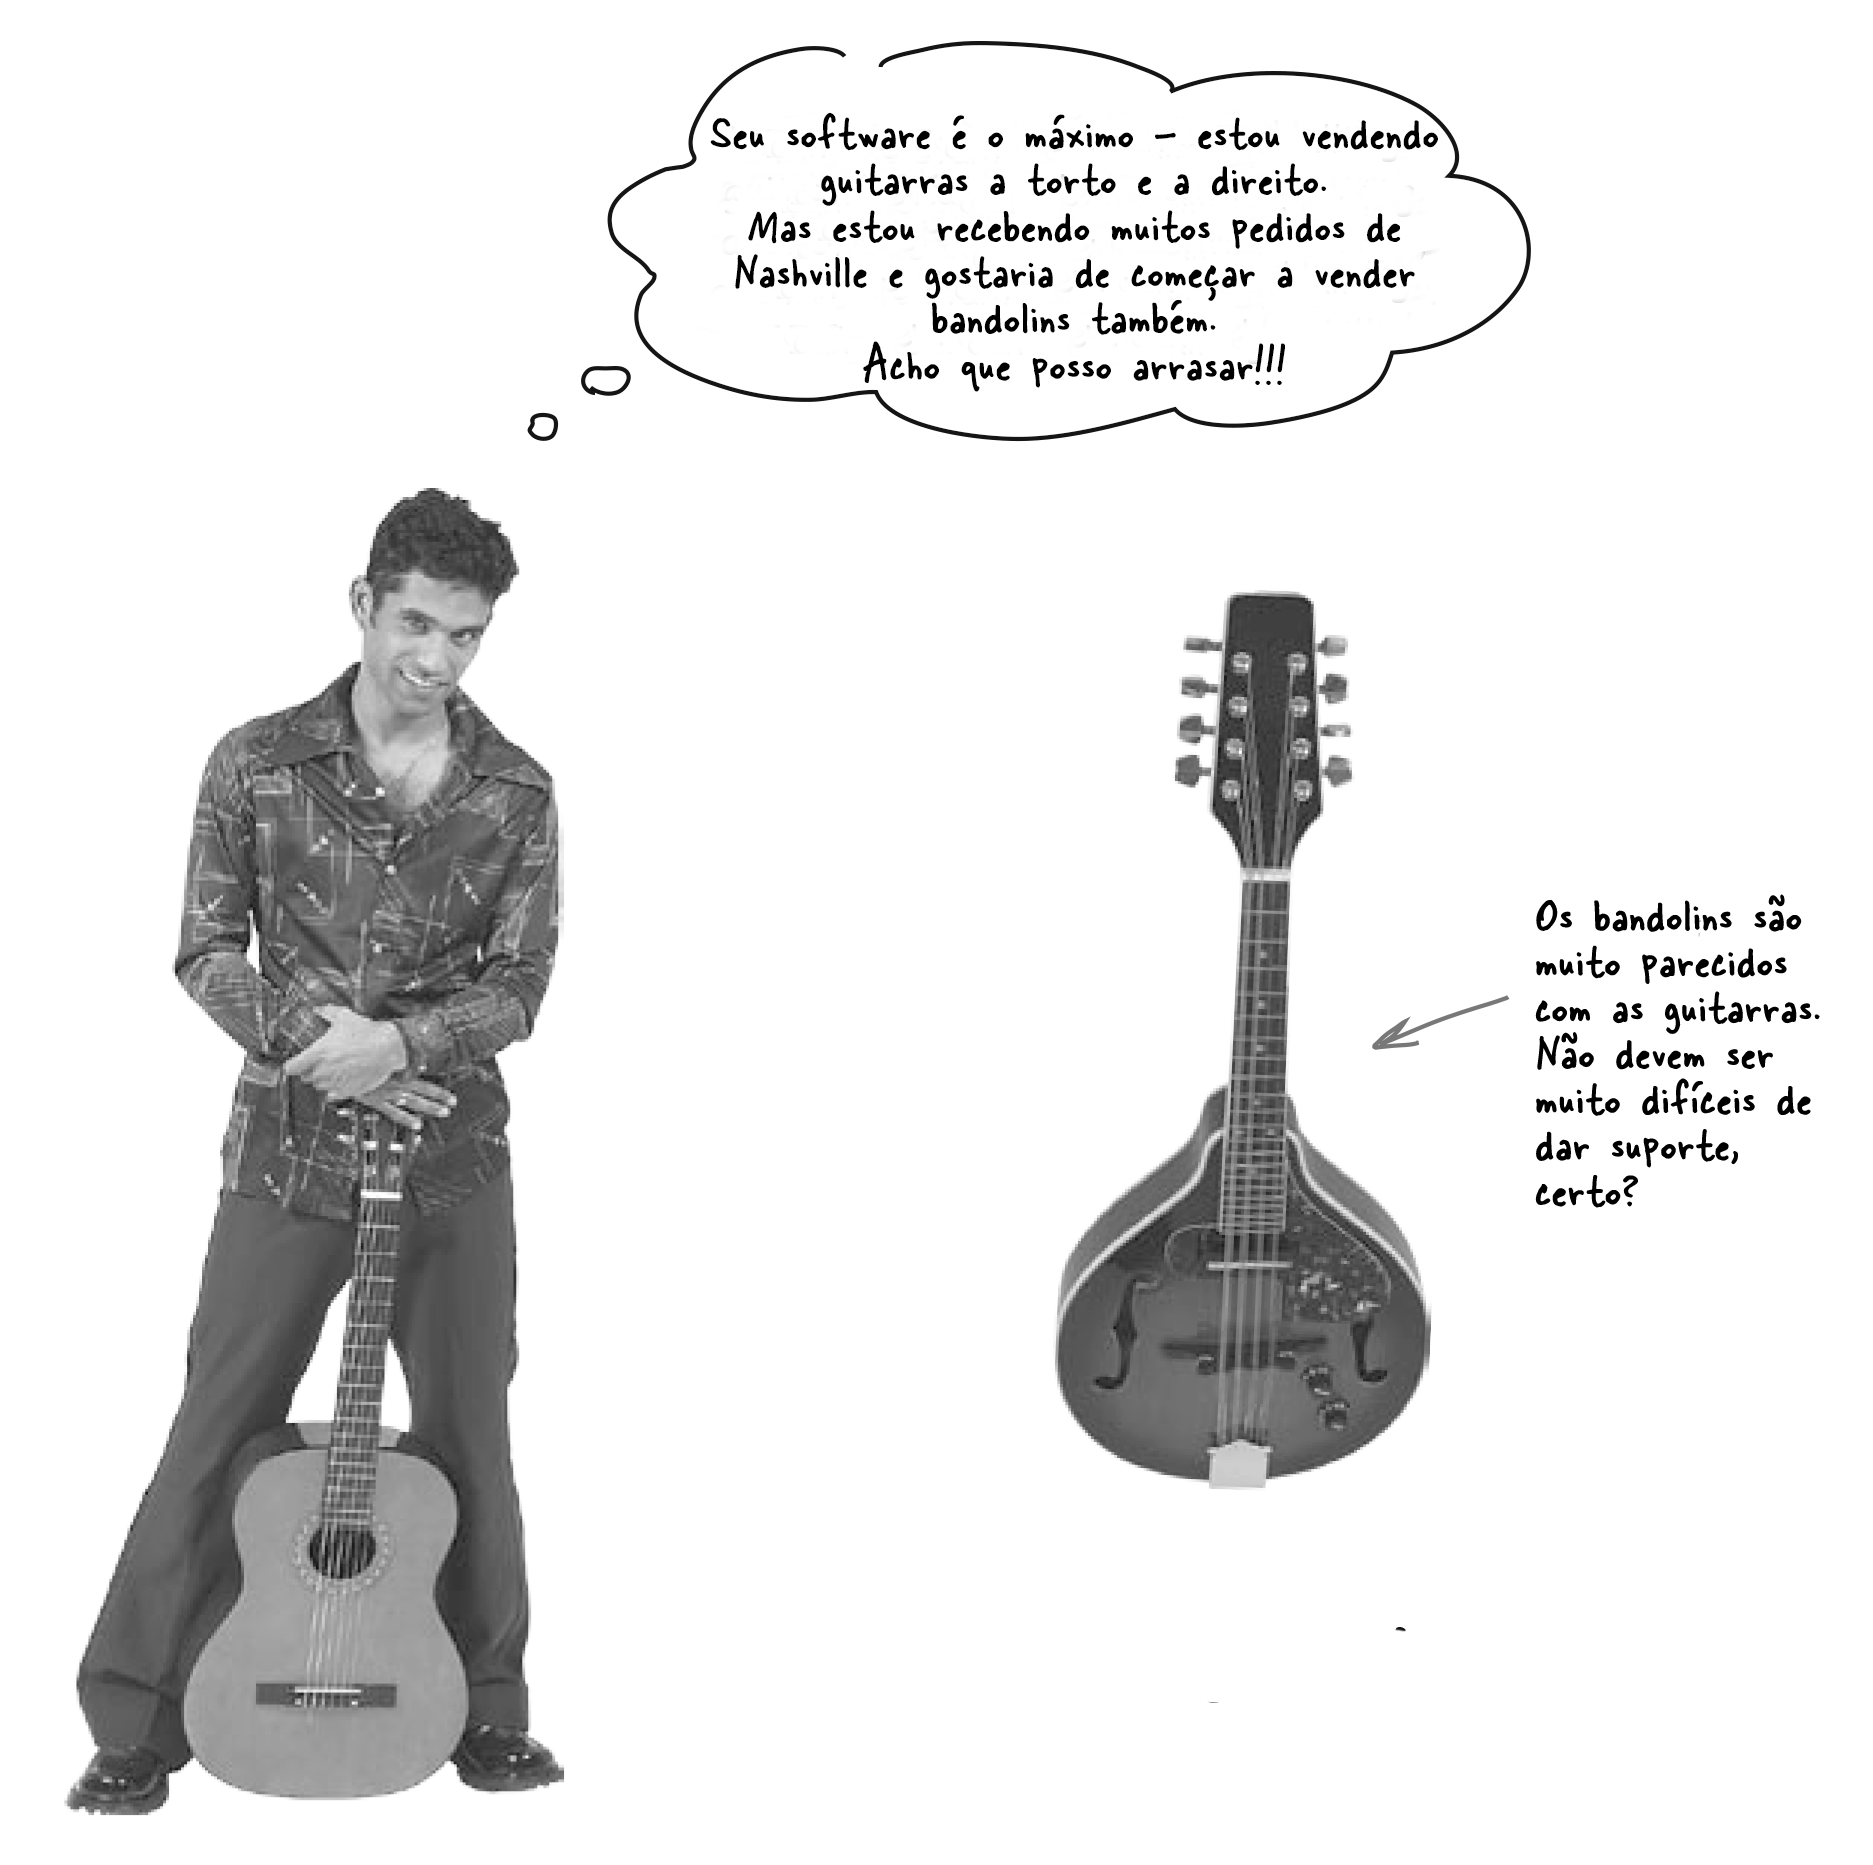 Seu software é o máximo – estou vendendo
guitarras a torto e a direito.
Mas estou recebendo muitos pedidos de
Nashville e gostaria de começar a vender
bandolins também.
Acho que posso arrasar!!!
Os bandolins são
muito parecidos
com as guitarras.
Não devem ser
muito difíceis de
dar suporte,
certo?